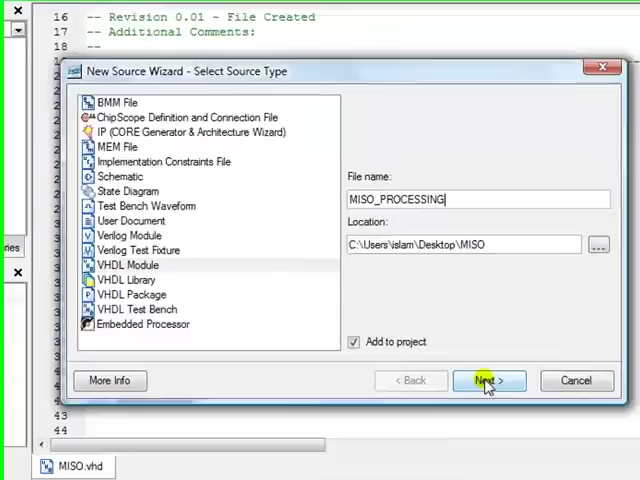 16 -- Revision 0.01 - File Created
17 -- Additional Comments:
18 --
New Source Wizard - Select Source Type
BMM File
ChipScope Definition and Connection File
IP (CORE Generator & Architecture Wizard)
MEM File
Implementation Constraints File
Schematic
State Diagram
Test Bench Waveform
User Document
Verilog Module
Verilog Test Fixture
VHDL Module
VHDL Library
VHDL Package
VHDL Test Bench
Embedded Processor
File name:
MISO_PROCESSING
Location:
C:\Users\islam\Desktop\MISO
...
Add to project
More Info
< Back
Next >
Cancel
43
44
MISO.vhd